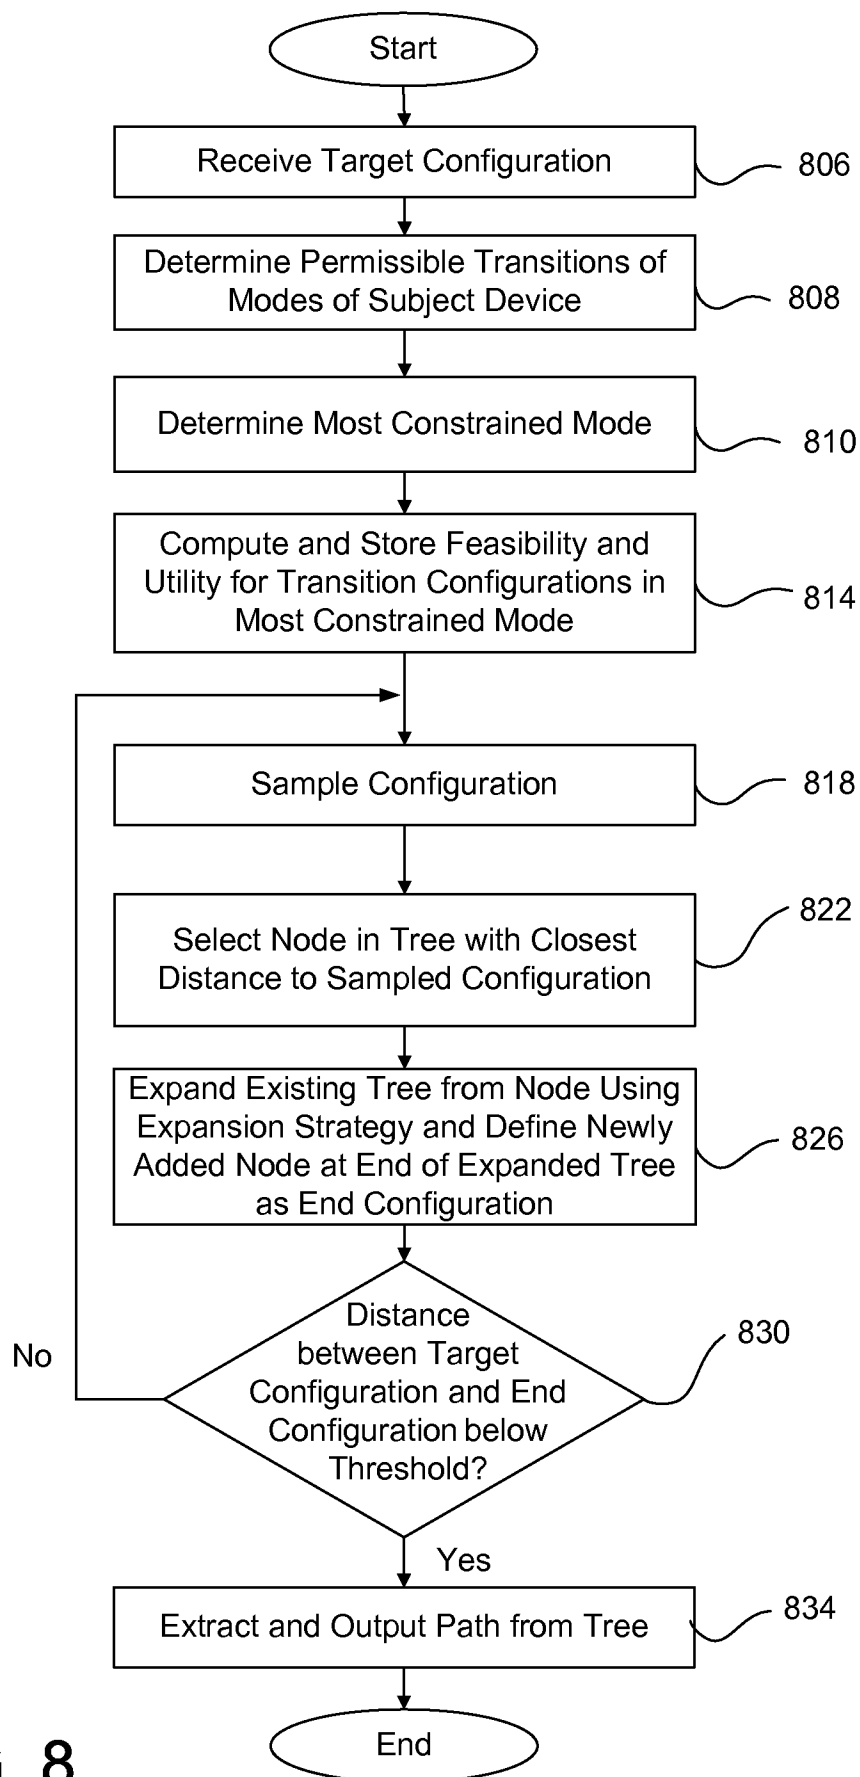 Start
Receive Target Configuration
806
Determine Permissible Transitions of
Modes of Subject Device
808
Determine Most Constrained Mode
810
Compute and Store Feasibility and
Utility for Transition Configurations in
Most Constrained Mode
814
Sample Configuration
818
Select Node in Tree with Closest
Distance to Sampled Configuration
822
Expand Existing Tree from Node Using
Expansion Strategy and Define Newly
Added Node at End of Expanded Tree
as End Configuration
826
Distance
between Target
Configuration and End
Configuration below
Threshold?
830
No
Yes
Extract and Output Path from Tree
834
End
8